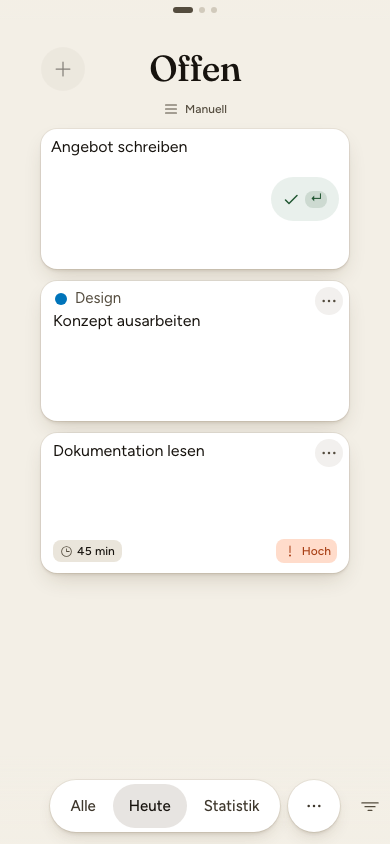 Offen
Manuell
Angebot schreiben
Design
Konzept ausarbeiten
Dokumentation lesen
45 min
! Hoch
Alle
Heute
Statistik